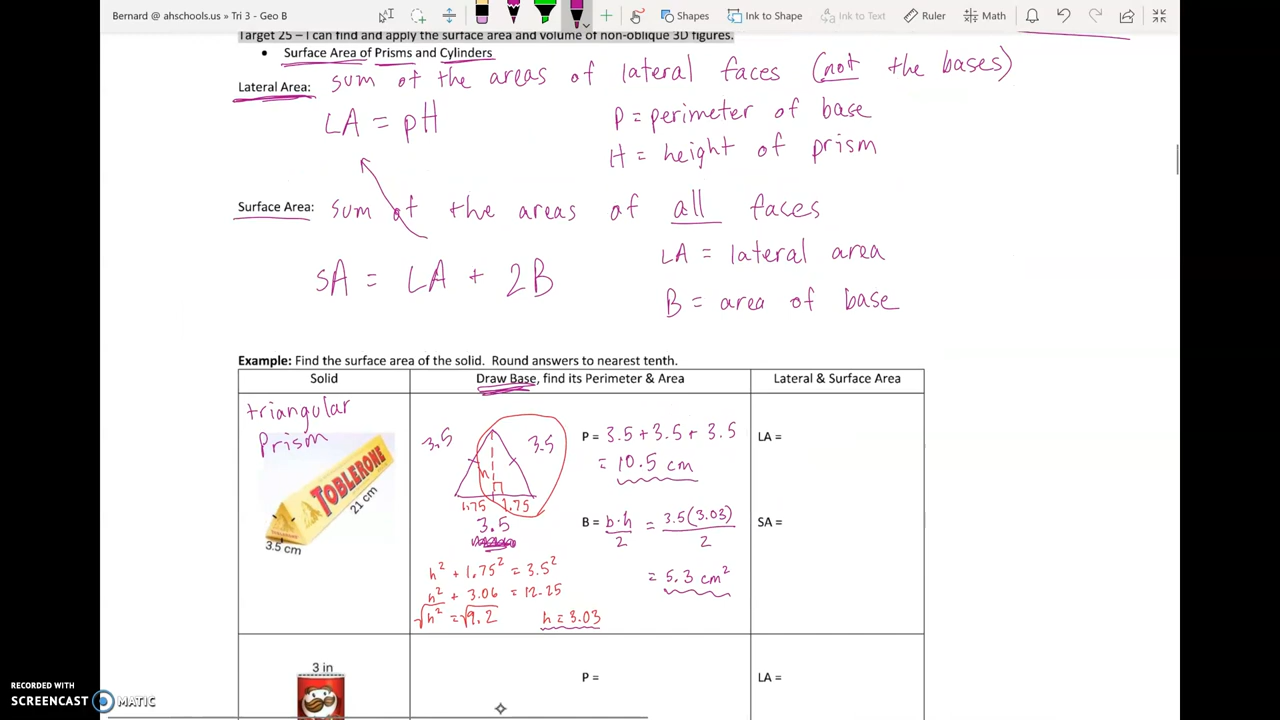 Bernard @ ahschools.us » Tri 3 - Geo B
Shapes
Ink to Shape
Ink to Text
Ruler
Math
Target 25 – I can find and apply the surface area and volume of non-oblique 3D figures.
• Surface Area of Prisms and Cylinders
Lateral Area: sum of the areas of lateral faces (not the bases)
LA = pH
P = perimeter of base
H = height of prism
Surface Area: sum of the areas of all faces
SA = LA + 2B
LA = lateral area
B = area of base
Example: Find the surface area of the solid. Round answers to nearest tenth.
Solid
Draw Base, find its Perimeter & Area
Lateral & Surface Area
triangular
Prism
TOBLERONE
21 cm
3.5 cm
3.5
3.5
h
1.75 1.75
3.5
h² + 1.75² = 3.5²
h² + 3.06 = 12.25
√h² = √9.2 h = 3.03
P = 3.5 + 3.5 + 3.5
= 10.5 cm
B = b·h/2 = 3.5(3.03)/2
= 5.3 cm²
LA =
SA =
3 in
P =
LA =
RECORDED WITH
SCREENCAST MATIC